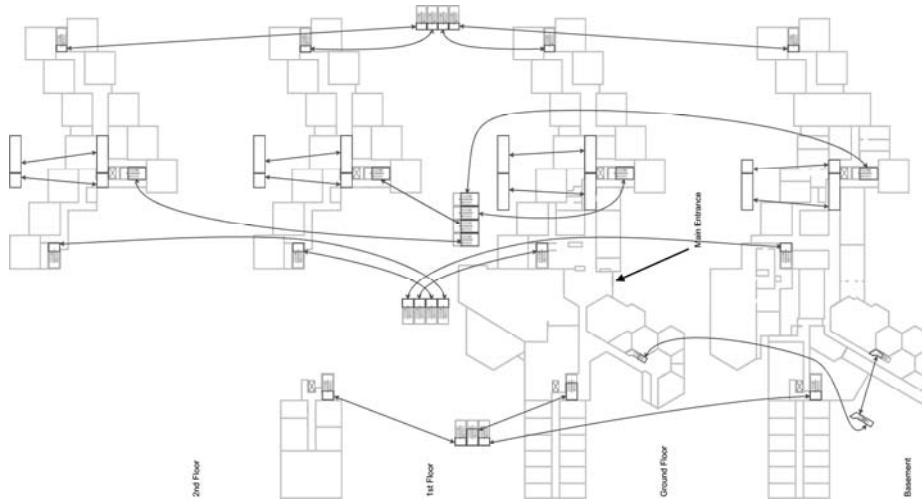 Main Entrance
2nd Floor
1st Floor
Ground Floor
Basement